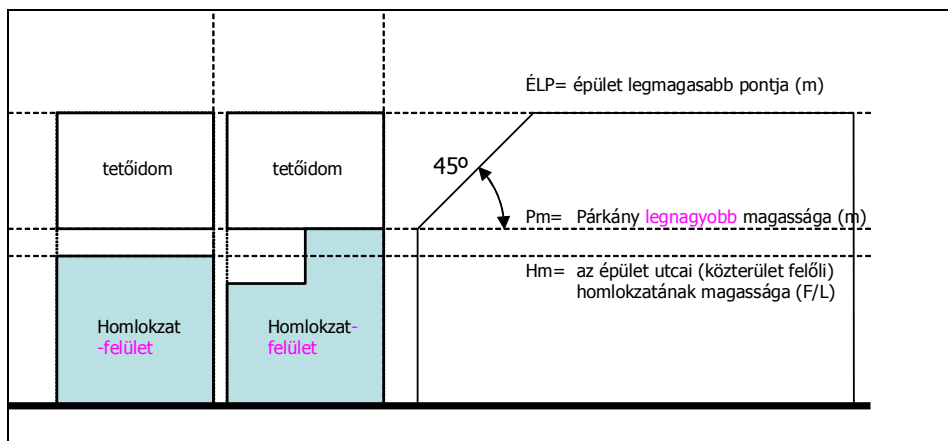 ÉLP= épület legmagasabb pontja (m)
tetőidom
tetőidom
45º
Pm= Párkány legnagyobb magassága (m)
Hm= az épület utcai (közterület felőli)
homlokzatának magassága (F/L)
Homlokzat
-felület
Homlokzat-
felület